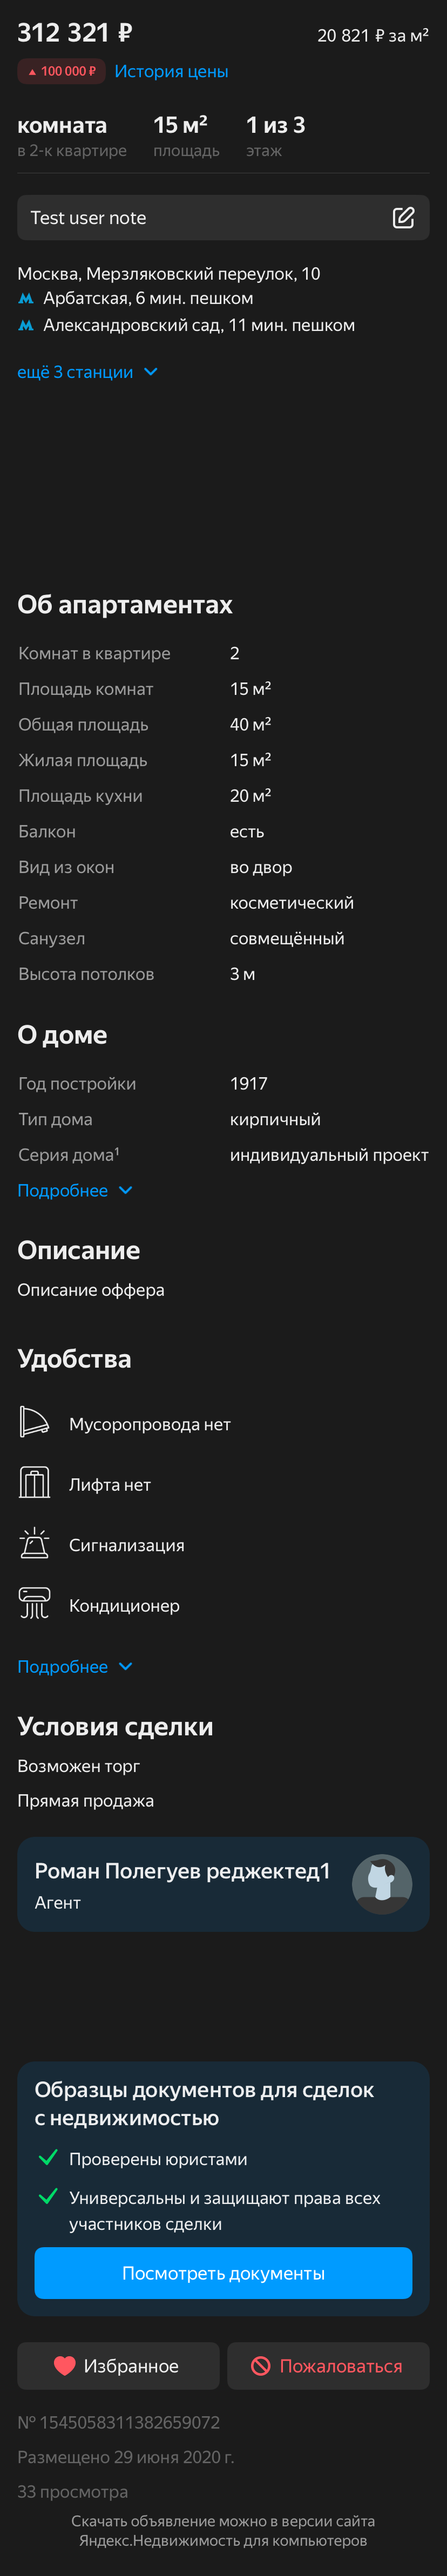 312 321 ₽
20 821 ₽ за м²
▲ 100 000 ₽ История цены
комната 15 м² 1 из 3
в 2-к квартире площадь этаж
Test user note
Москва, Мерзляковский переулок, 10
Арбатская, 6 мин. пешком
Александровский сад, 11 мин. пешком
ещё 3 станции
Об апартаментах
Комнат в квартире 2
Площадь комнат 15 м²
Общая площадь 40 м²
Жилая площадь 15 м²
Площадь кухни 20 м²
Балкон есть
Вид из окон во двор
Ремонт косметический
Санузел совмещённый
Высота потолков 3 м
О доме
Год постройки 1917
Тип дома кирпичный
Серия дома¹ индивидуальный проект
Подробнее
Описание
Описание оффера
Удобства
Мусоропровода нет
Лифта нет
Сигнализация
Кондиционер
Подробнее
Условия сделки
Возможен торг
Прямая продажа
Роман Полегуев реджектед1
Агент
Образцы документов для сделок
с недвижимостью
Проверены юристами
Универсальны и защищают права всех
участников сделки
Посмотреть документы
Избранное Пожаловаться
№ 1545058311382659072
Размещено 29 июня 2020 г.
33 просмотра
Скачать объявление можно в версии сайта
Яндекс.Недвижимость для компьютеров